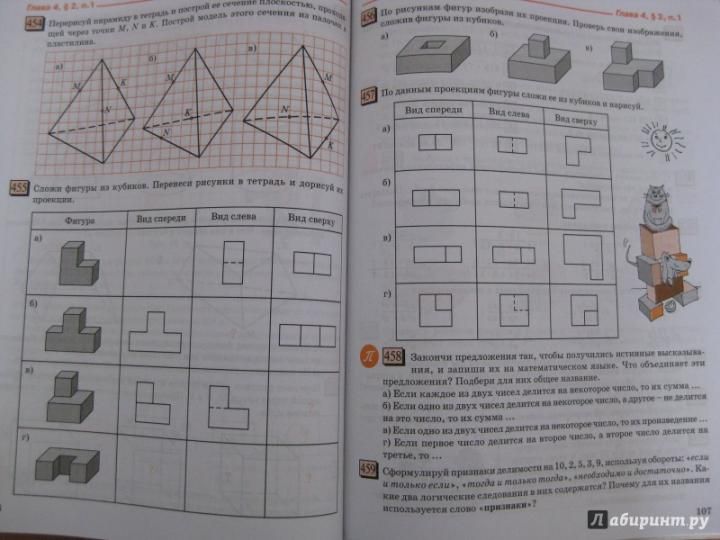 Глава 4, § 2, п.1
454 Перерисуй пирамиду в тетрадь и построй ее сечение плоскостью, проходя-
щей через точки M, N и K. Построй модель этого сечения из палочек и
пластилина.
а) б) в)
M K N
M K N
M N K
455 Сложи фигуры из кубиков. Перенеси рисунки в тетрадь и дорисуй их
проекции.
Фигура Вид спереди Вид слева Вид сверху
а)
б)
в)
г)
Глава 4, § 2, п.1
456 По рисункам фигур изобрази их проекции. Проверь свои изображения,
сложив фигуры из кубиков.
а) б) в)
457 По данным проекциям фигуры сложи ее из кубиков и нарисуй.
Вид спереди Вид слева Вид сверху
а)
б)
в)
г)
π 458 Закончи предложения так, чтобы получились истинные высказыва-
ния, и запиши их на математическом языке. Что объединяет эти
предложения? Подбери для них общее название.
а) Если каждое из двух чисел делится на некоторое число, то их сумма ...
б) Если одно из двух чисел делится на некоторое число, а другое – не делится
на это число, то их сумма ...
в) Если одно из двух чисел делится на некоторое число, то их произведение ...
г) Если первое число делится на второе число, а второе число делится на
третье, то ...
459 Сформулируй признаки делимости на 10, 2, 5, 3, 9, используя обороты: «если
и только если», «тогда и только тогда», «необходимо и достаточно». Ка-
кие два логические следования в них содержатся? Почему для их названия
используется слово «признаки»?
107
Лабиринт.ру